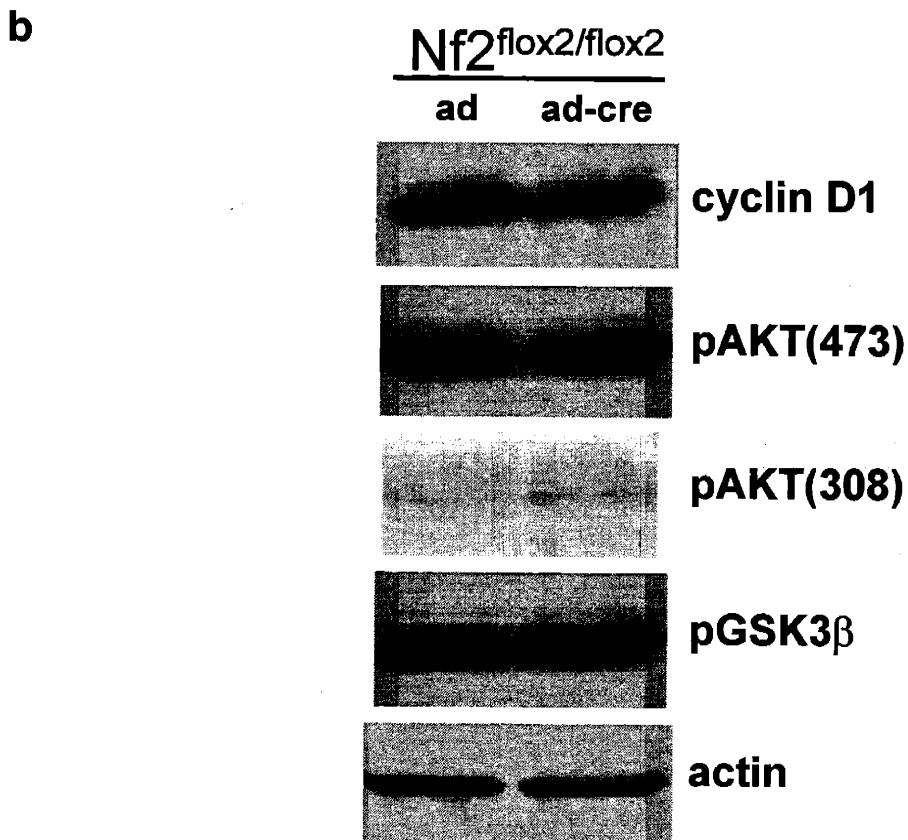 b
Nf2flox2/flox2
ad ad-cre
cyclin D1
pAKT(473)
pAKT(308)
pGSK3β
actin